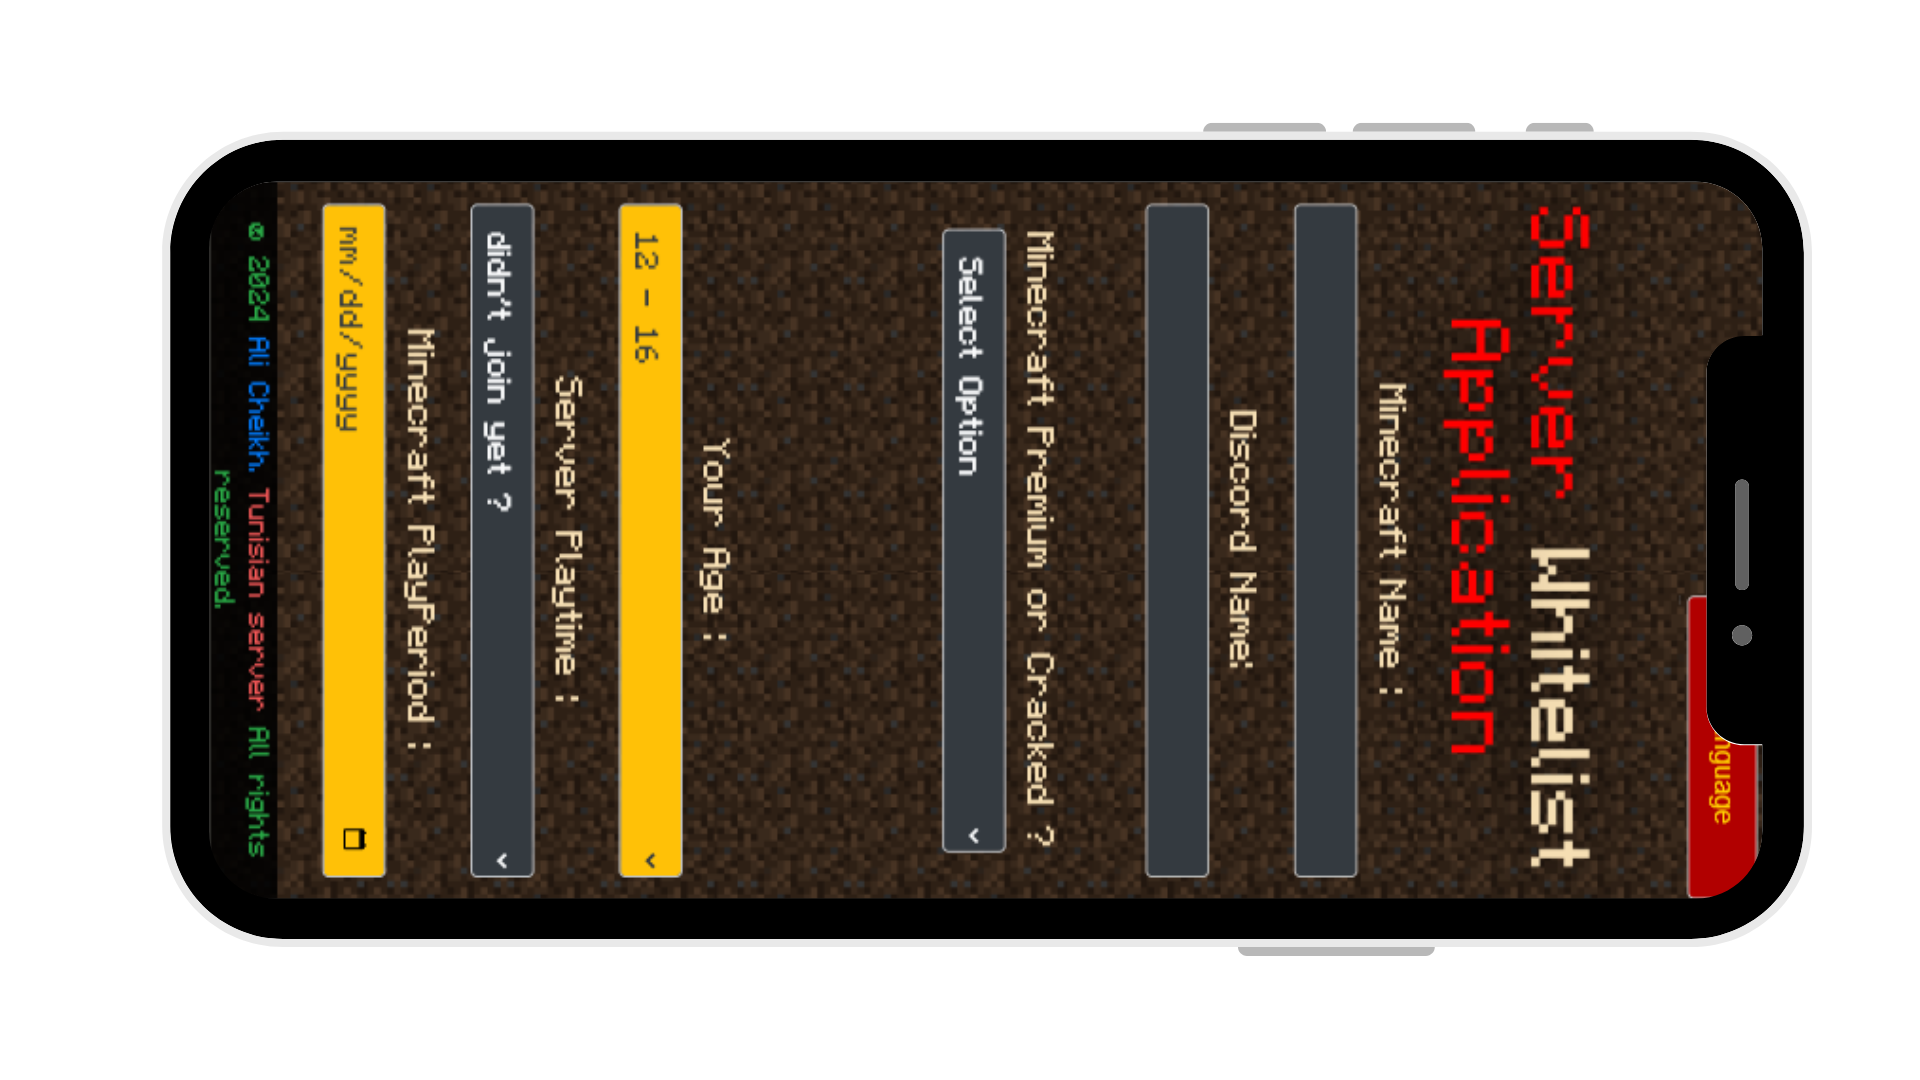 nguage
Server Whitelist
Application
Minecraft Name :
Discord Name:
Minecraft Premium or Cracked ?
Select Option
Your Age :
12 - 16
Server Playtime :
didn't join yet ?
Minecraft PlayPeriod :
mm/dd/yyyy
© 2024 Ali Cheikh, Tunisian server All rights
reserved.